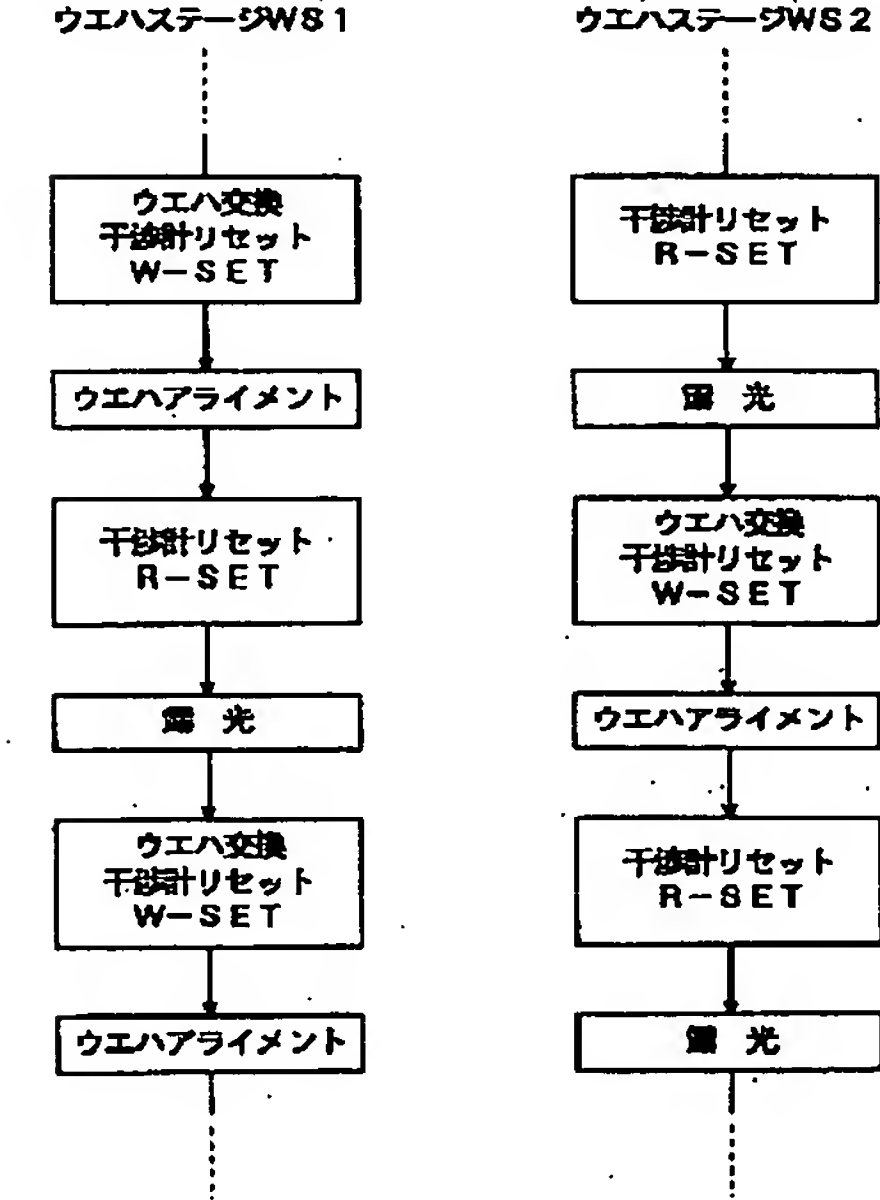 ウエハステージWS1
ウエハ交換
干渉計リセット
W-SET
ウエハアライメント
干渉計リセット
R-SET
露 光
ウエハ交換
干渉計リセット
W-SET
ウエハアライメント
ウエハステージWS2
干渉計リセット
R-SET
露 光
ウエハ交換
干渉計リセット
W-SET
ウエハアライメント
干渉計リセット
R-SET
露 光